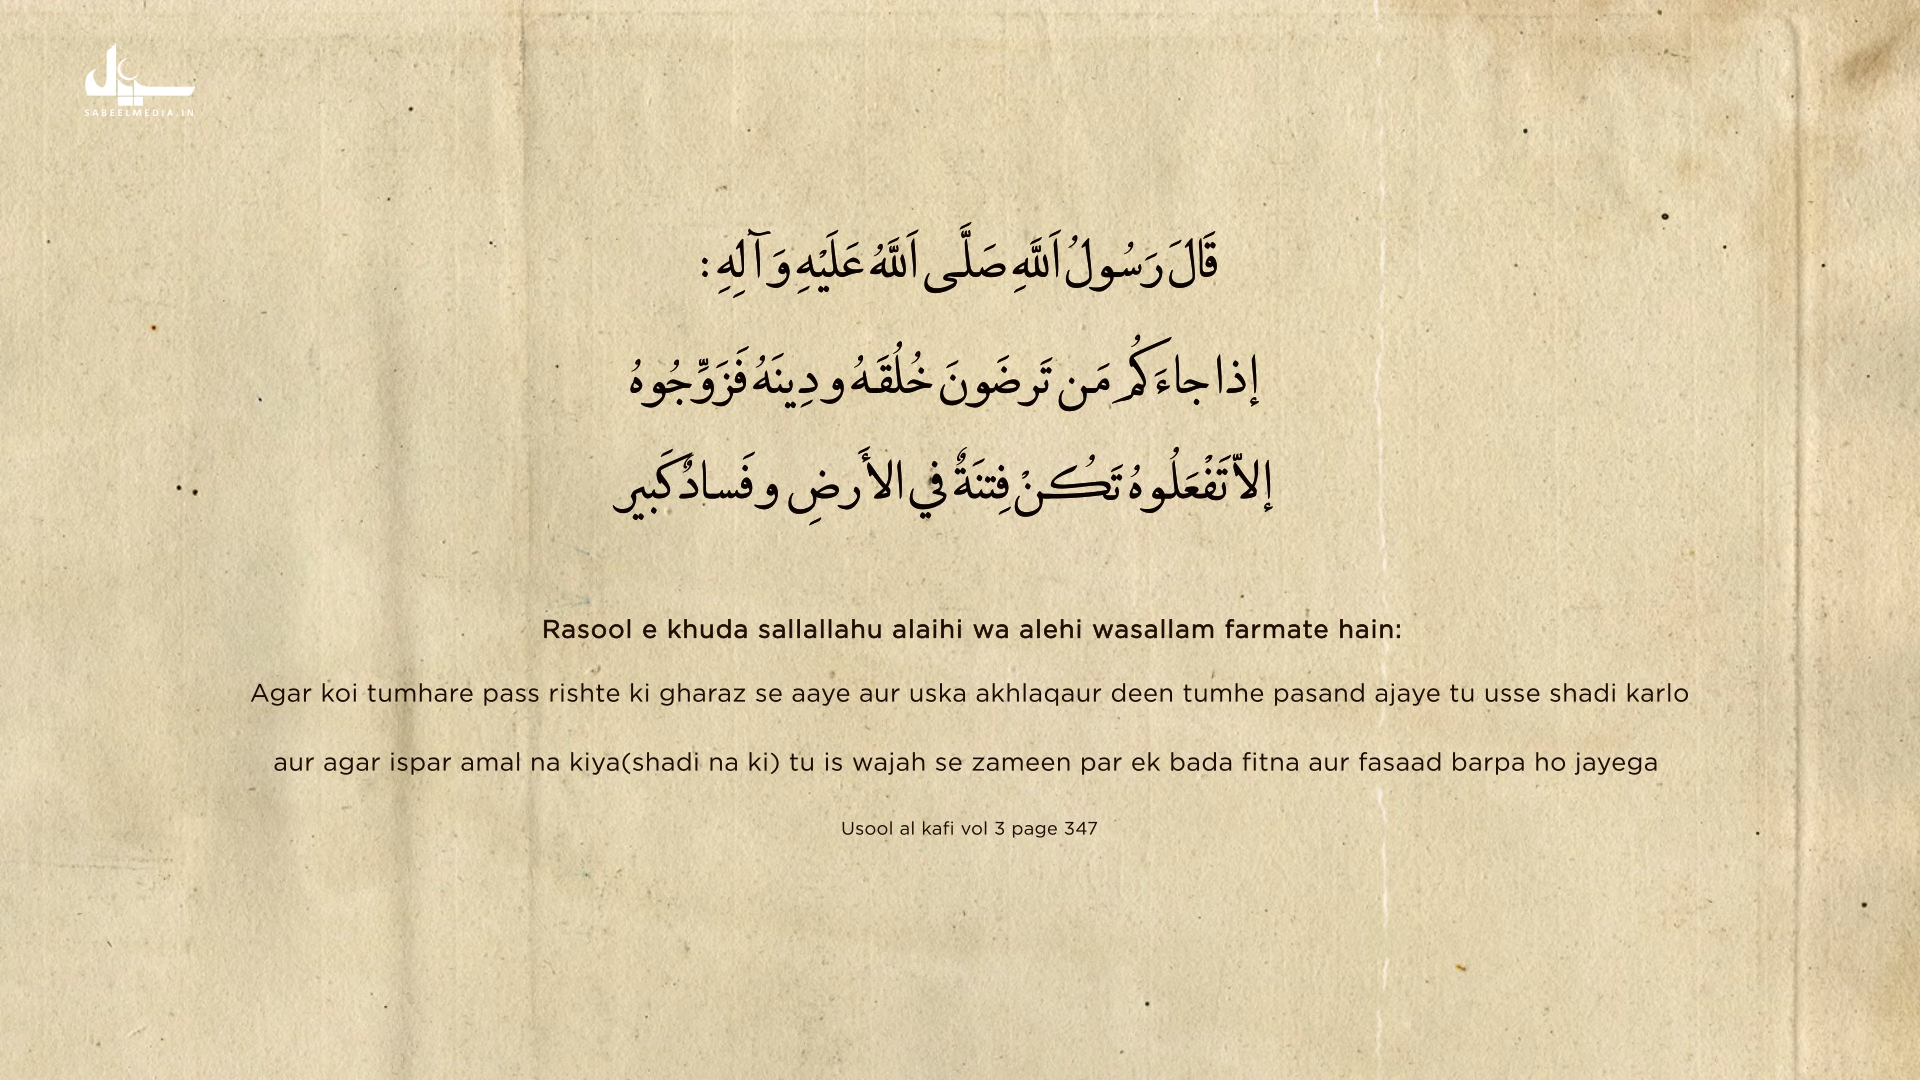 سبیل
SABEELMEDIA.IN
قَالَ رَسُولُ اَللَّهِ صَلَّى اَللَّهُ عَلَيْهِ وَ آلِهِ :
إذا جاءَكُم مَن تَرضَونَ خُلُقَهُ و دِينَهُ فَزَوِّجُوهُ
إلاّ تَفْعَلُوهُ تَكُنْ فِتنَةٌ في الأَرضِ و فَسادٌ كَبير
Rasool e khuda sallallahu alaihi wa alehi wasallam farmate hain:
Agar koi tumhare pass rishte ki gharaz se aaye aur uska akhlaqaur deen tumhe pasand ajaye tu usse shadi karlo
aur agar ispar amal na kiya(shadi na ki) tu is wajah se zameen par ek bada fitna aur fasaad barpa ho jayega
Usool al kafi vol 3 page 347